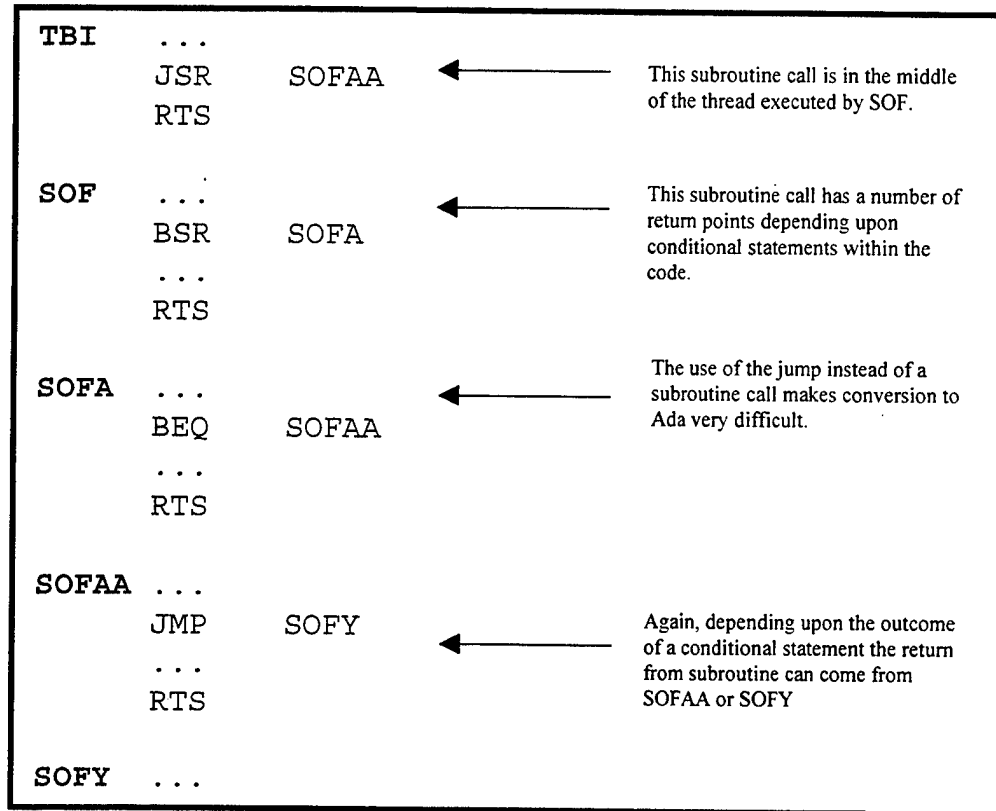 TBI ...
JSR SOFAA
This subroutine call is in the middle
of the thread executed by SOF.
RTS
SOF ...
This subroutine call has a number of
return points depending upon
conditional statements within the
code.
BSR SOFA
...
RTS
SOFA ...
The use of the jump instead of a
subroutine call makes conversion to
Ada very difficult.
BEQ SOFAA
...
RTS
SOFAA ...
JMP SOFY
Again, depending upon the outcome
of a conditional statement the return
from subroutine can come from
SOFAA or SOFY
...
RTS
SOFY ...